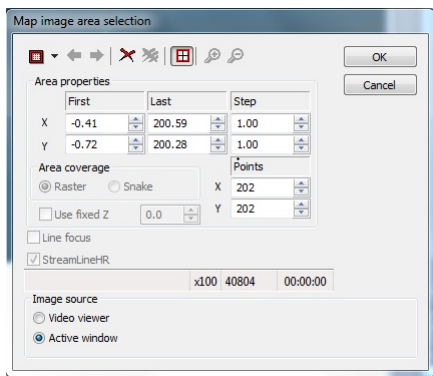 Map image area selection
OK
Cancel
Area properties
First Last Step
X -0.41 200.59 1.00
Y -0.72 200.28 1.00
Area coverage Points
Raster Snake X 202
Use fixed Z 0.0 Y 202
Line focus
StreamLineHR
x100 40804 00:00:00
Image source
Video viewer
Active window